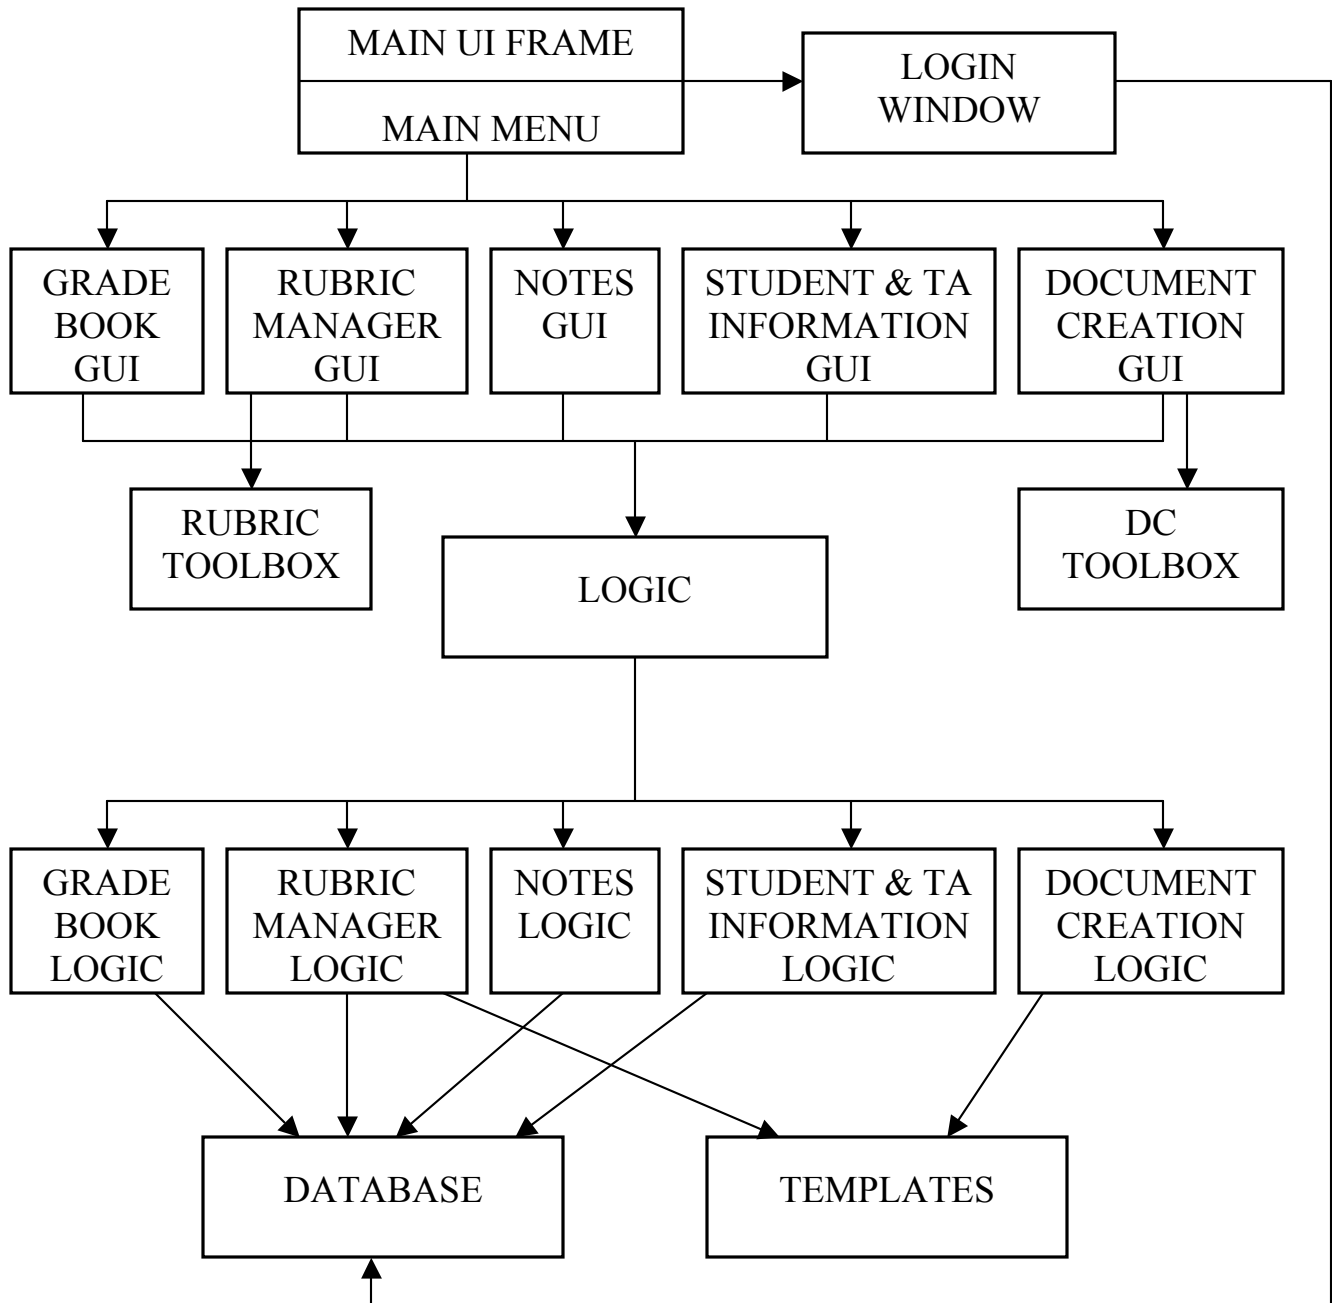 MAIN UI FRAME
MAIN MENU
LOGIN
WINDOW
GRADE
BOOK
GUI
RUBRIC
MANAGER
GUI
NOTES
GUI
STUDENT & TA
INFORMATION
GUI
DOCUMENT
CREATION
GUI
RUBRIC
TOOLBOX
LOGIC
DC
TOOLBOX
GRADE
BOOK
LOGIC
RUBRIC
MANAGER
LOGIC
NOTES
LOGIC
STUDENT & TA
INFORMATION
LOGIC
DOCUMENT
CREATION
LOGIC
DATABASE
TEMPLATES